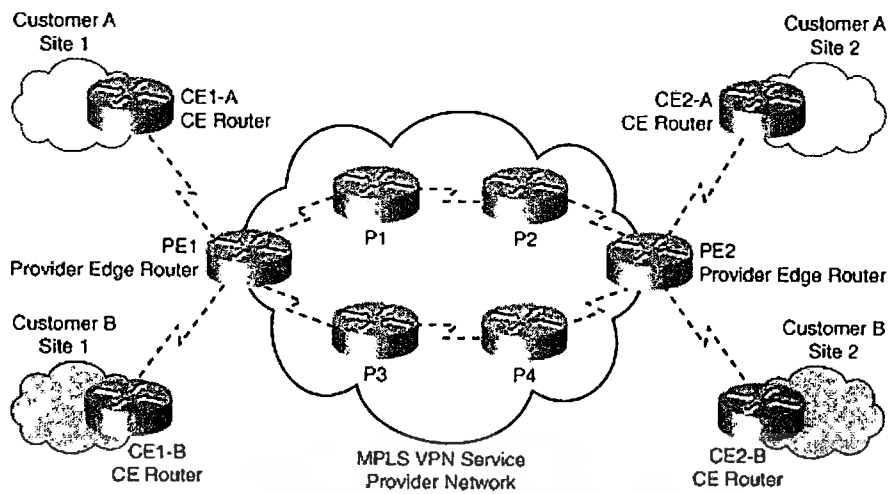 Customer A
Site 1
CE1-A
CE Router
Customer A
Site 2
CE2-A
CE Router
P1
P2
PE1
Provider Edge Router
PE2
Provider Edge Router
Customer B
Site 1
P3
P4
Customer B
Site 2
CE1-B
CE Router
MPLS VPN Service
Provider Network
CE2-B
CE Router